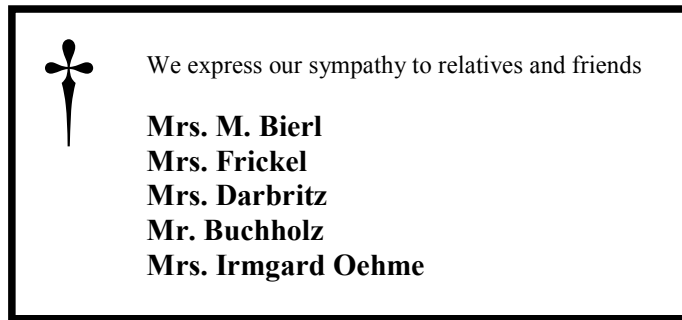 We express our sympathy to relatives and friends
Mrs. M. Bierl
Mrs. Frickel
Mrs. Darbritz
Mr. Buchholz
Mrs. Irmgard Oehme